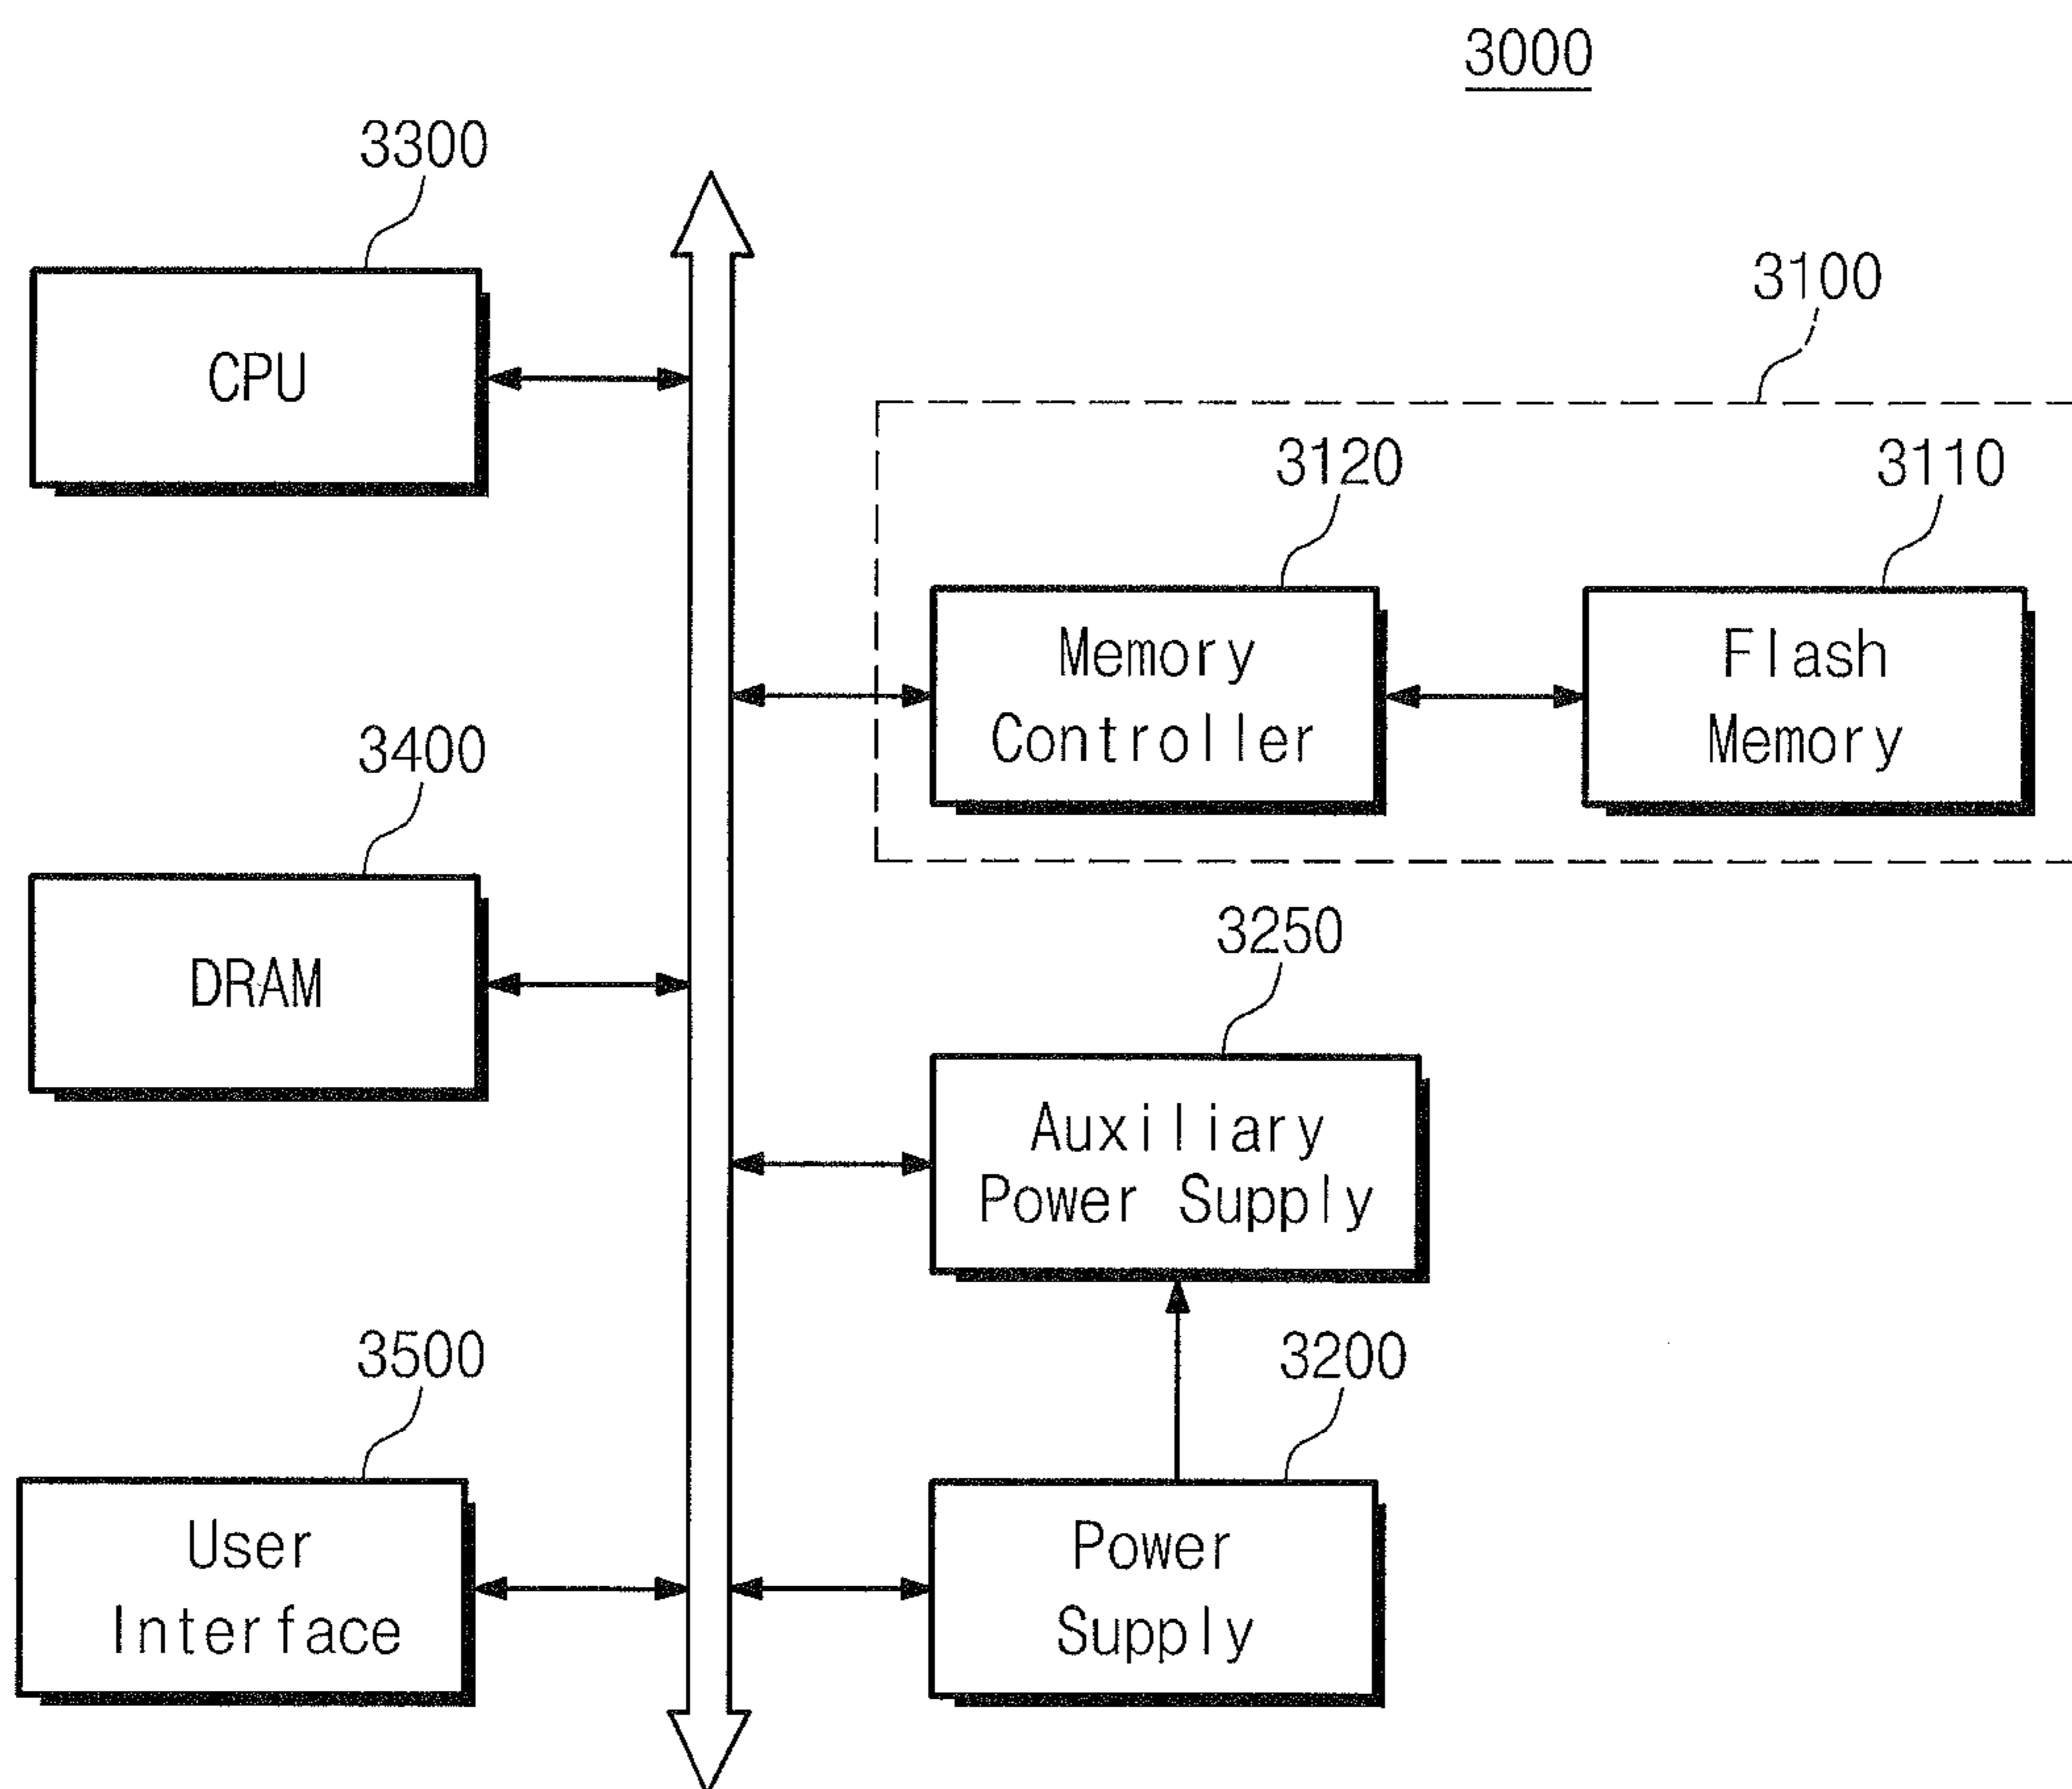 3000
3300
CPU
3100
3120
3110
Memory
Controller
Flash
Memory
3400
DRAM
3250
Auxiliary
Power Supply
3500
User
Interface
3200
Power
Supply